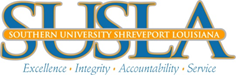 SUSLA
SOUTHERN UNIVERSITY SHREVEPORT LOUISIANA
Excellence • Integrity • Accountability • Service